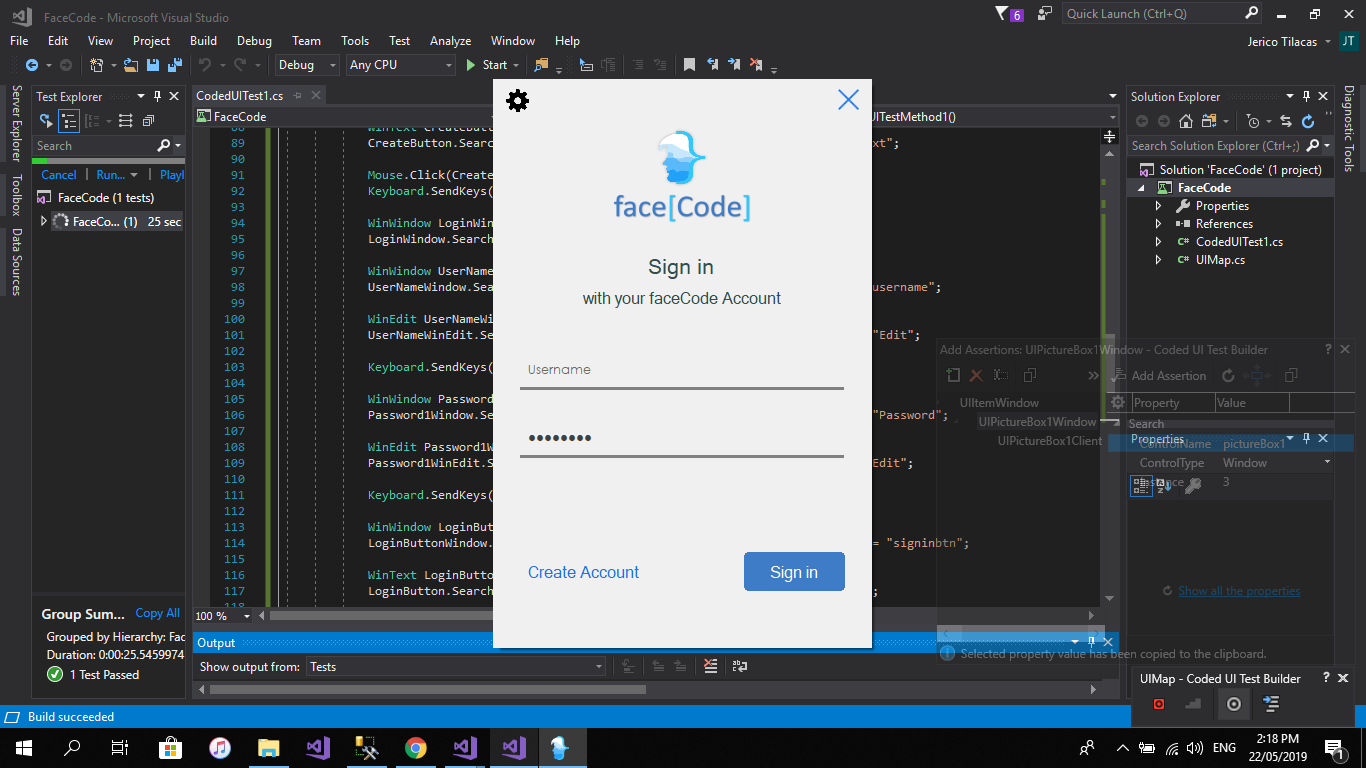 FaceCode - Microsoft Visual Studio
6
Quick Launch (Ctrl+Q)
File Edit View Project Build Debug Team Tools Test Analyze Window Help
Jerico Tilacas JT
Debug Any CPU Start
Server Explorer
Toolbox
Data Sources
Test Explorer
Search
Cancel Run... Playl
FaceCode (1 tests)
FaceCo... (1) 25 sec
Group Sum... Copy All
Grouped by Hierarchy: Fac
Duration: 0:00:25.5459974
1 Test Passed
CodedUITest1.cs
FaceCode
UITestMethod1()
88 WinText CreateButt
89 CreateButton.Searc xt";
90
91 Mouse.Click(Create
92 Keyboard.SendKeys(
93
94 WinWindow LoginWin
95 LoginWindow.Search
96
97 WinWindow UserName
98 UserNameWindow.Sea username";
99
100 WinEdit UserNameWi
101 UserNameWinEdit.Se "Edit";
102
103 Keyboard.SendKeys(
104
105 WinWindow Password
106 Password1Window.Se "Password";
107
108 WinEdit Password1W
109 Password1WinEdit.S Edit";
110
111 Keyboard.SendKeys(
112
113 WinWindow LoginBut
114 LoginButtonWindow. = "signinbtn";
115
116 WinText LoginButto
117 LoginButton.Search ;
118
100 %
face[Code]
Sign in
with your faceCode Account
Username
••••••••
Create Account
Sign in
Output
Show output from: Tests
Solution Explorer
Search Solution Explorer (Ctrl+;)
Solution 'FaceCode' (1 project)
FaceCode
Properties
References
CodedUITest1.cs
UIMap.cs
Diagnostic Tools
Add Assertions: UIPictureBox1Window - Coded UI Test Builder
Add Assertion
UIItemWindow
UIPictureBox1Window
UIPictureBox1Client
Property Value
Search
Properties
ControlName pictureBox1
ControlType Window
Instance 3
Show all the properties
Selected property value has been copied to the clipboard.
UIMap - Coded UI Test Builder
Build succeeded
ENG
2:18 PM
22/05/2019
1